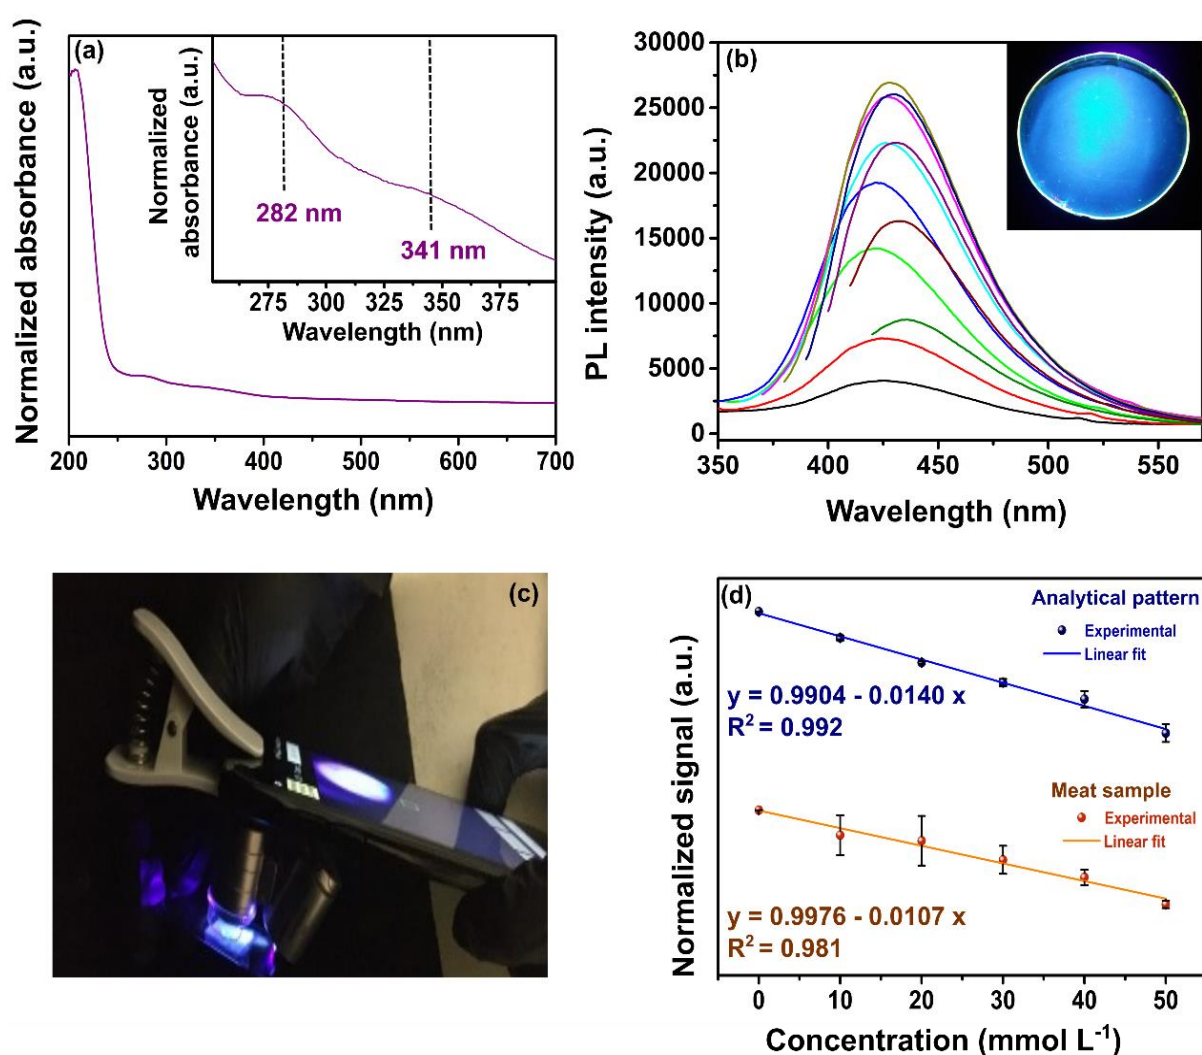 (a)
Normalized absorbance (a.u.)
Normalized
absorbance (a.u.)
282 nm
341 nm
275 300 325 350 375
Wavelength (nm)
200 300 400 500 600 700
Wavelength (nm)
(b)
PL intensity (a.u.)
30000
25000
20000
15000
10000
5000
0
350 400 450 500 550
Wavelength (nm)
(c)
(d)
Normalized signal (a.u.)
Analytical pattern
Experimental
Linear fit
y = 0.9904 - 0.0140 x
R² = 0.992
Meat sample
Experimental
Linear fit
y = 0.9976 - 0.0107 x
R² = 0.981
0 10 20 30 40 50
Concentration (mmol L⁻¹)